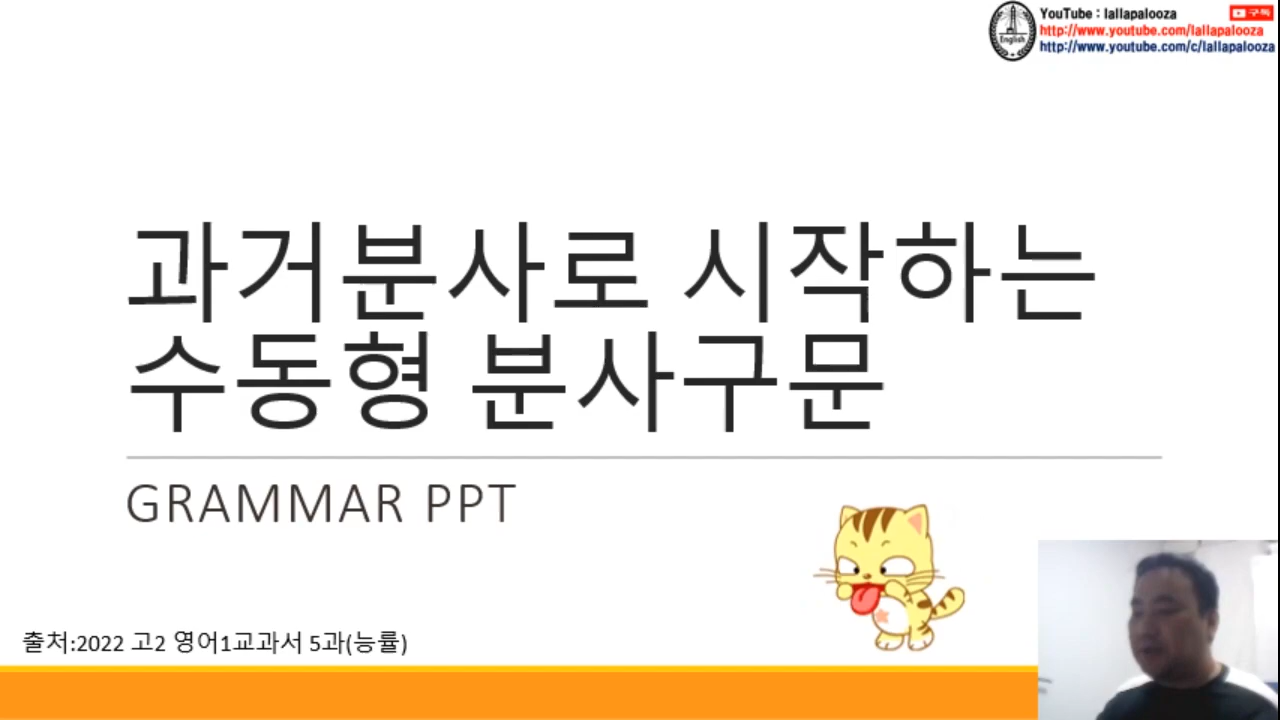 English
YouTube : lallapalooza
구독
http://www.youtube.com/lallapalooza
http://www.youtube.com/c/lallapalooza
과거분사로 시작하는
수동형 분사구문
GRAMMAR PPT
출처:2022 고2 영어1교과서 5과(능률)